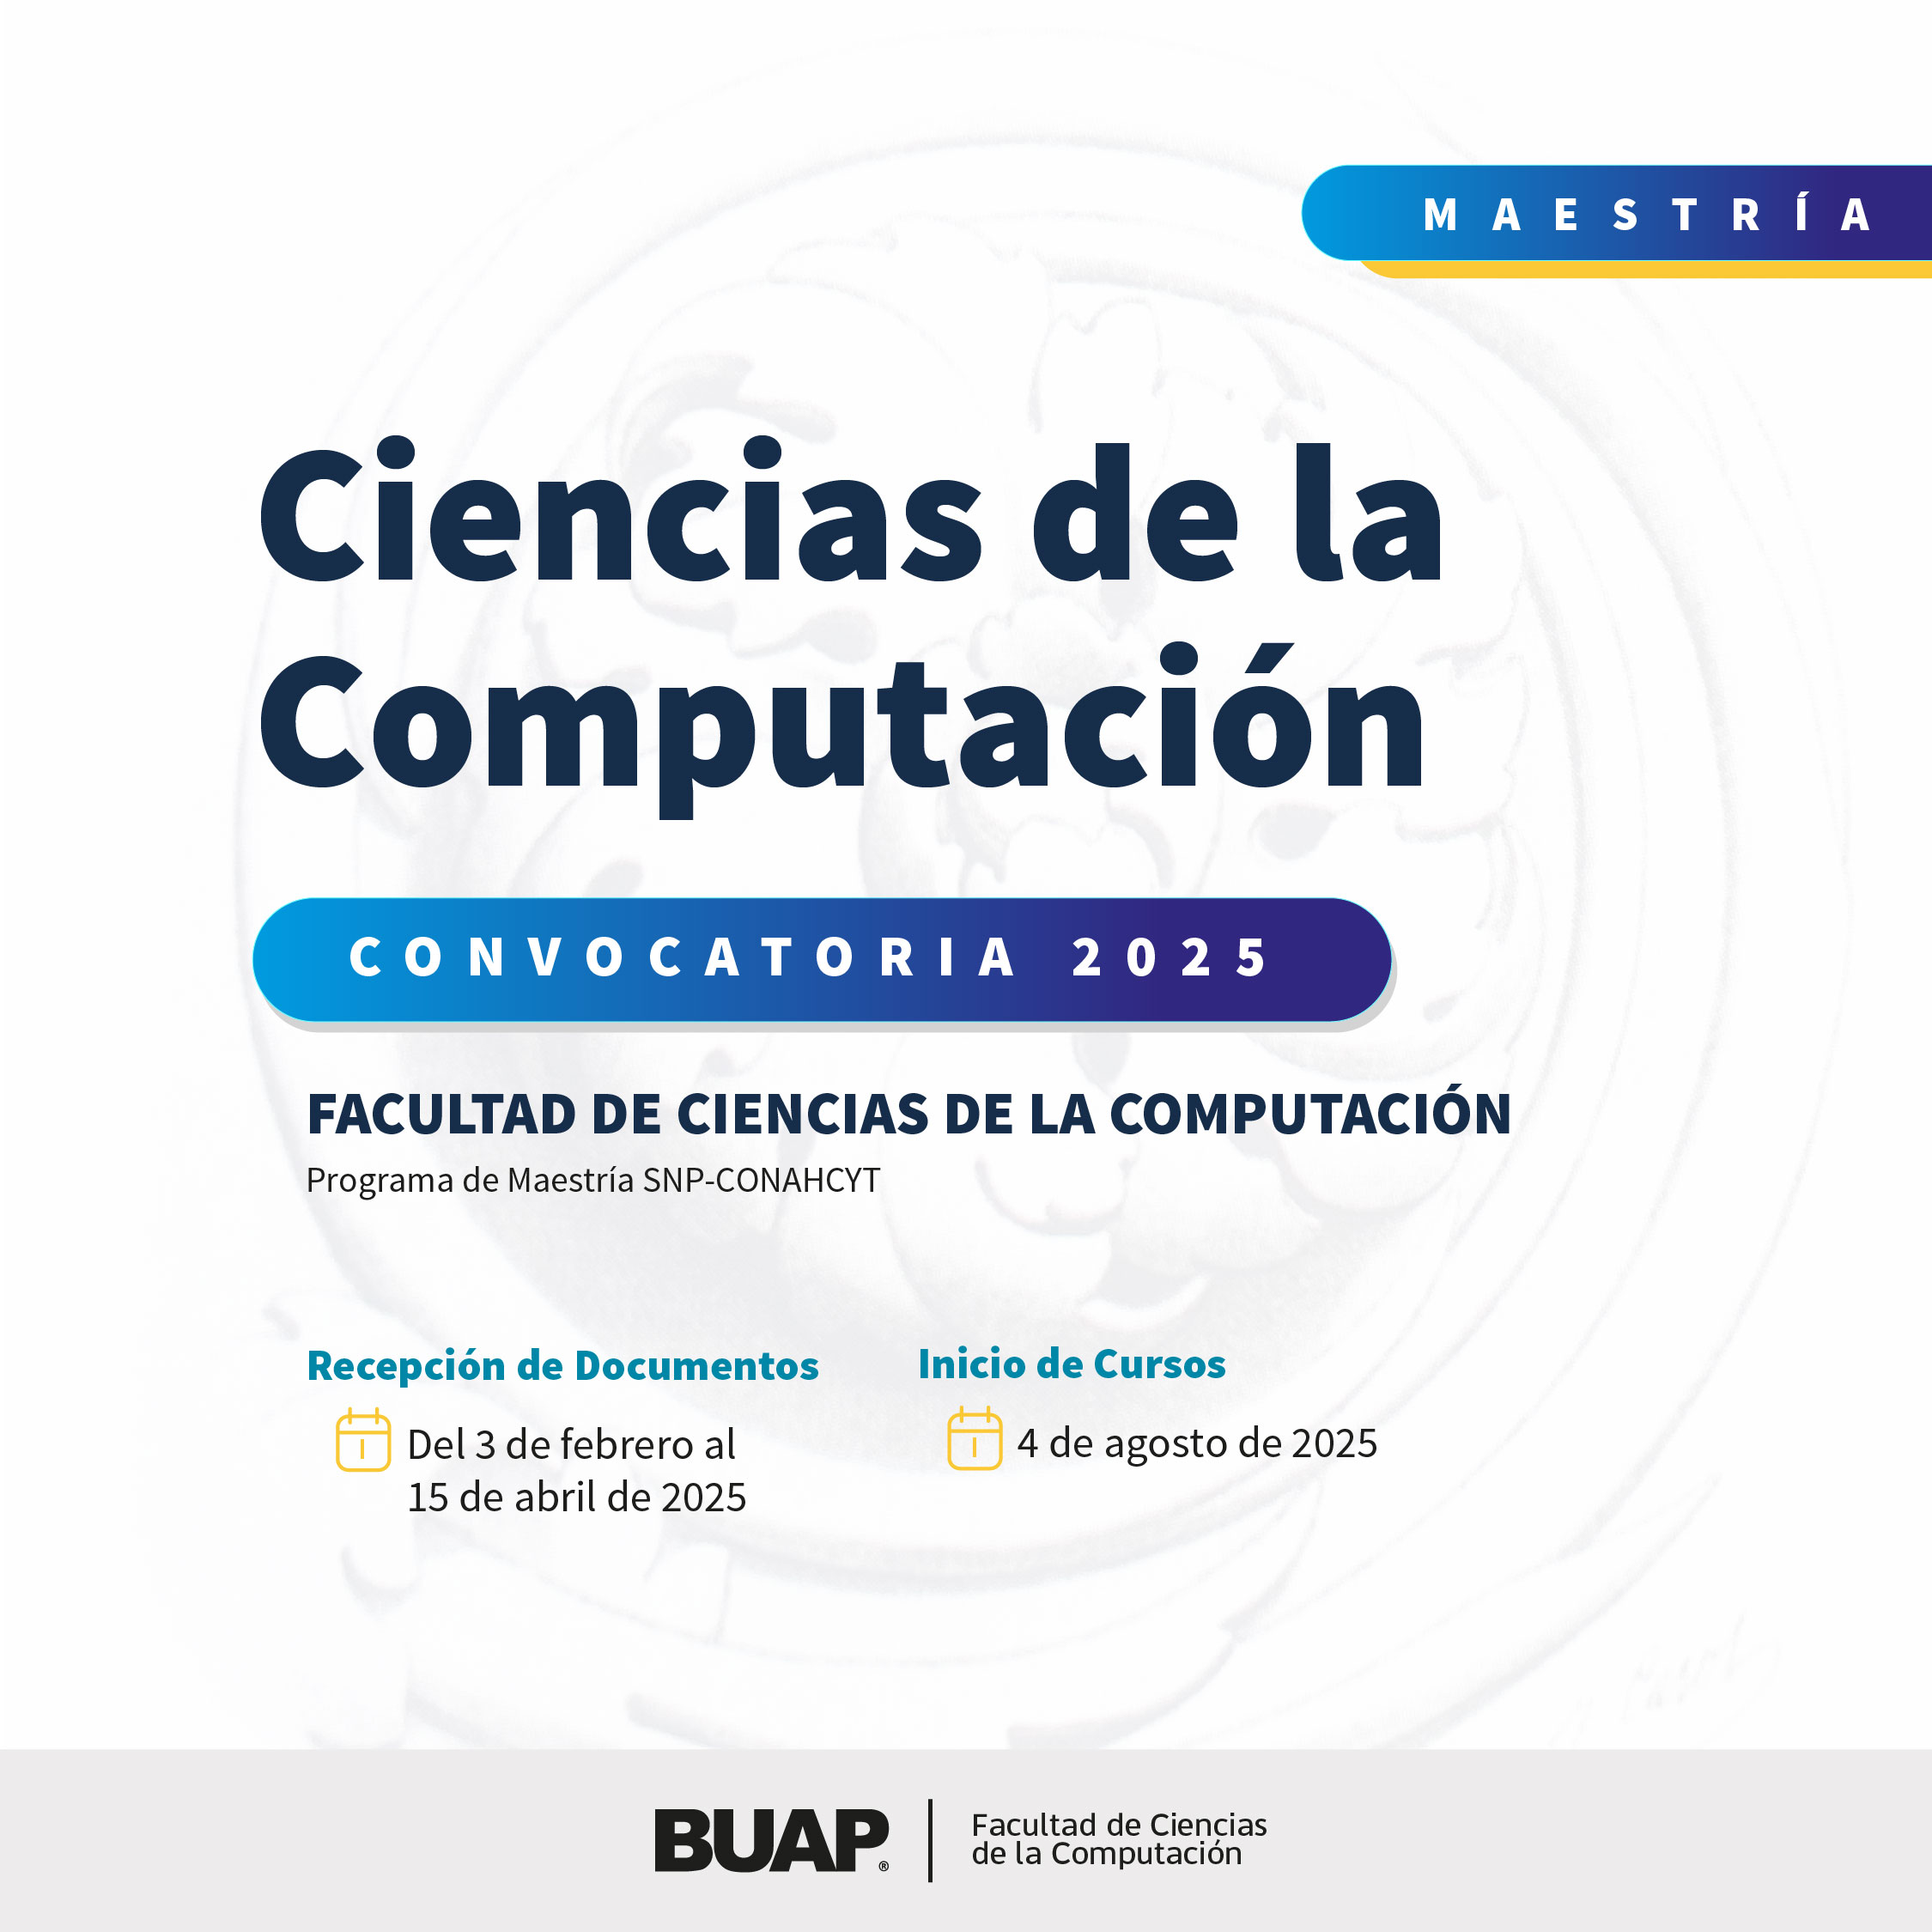 MAESTRÍA
Ciencias de la
Computación
CONVOCATORIA 2025
FACULTAD DE CIENCIAS DE LA COMPUTACIÓN
Programa de Maestría SNP-CONAHCYT
Recepción de Documentos
Del 3 de febrero al
15 de abril de 2025
Inicio de Cursos
4 de agosto de 2025
BUAP®
Facultad de Ciencias
de la Computación